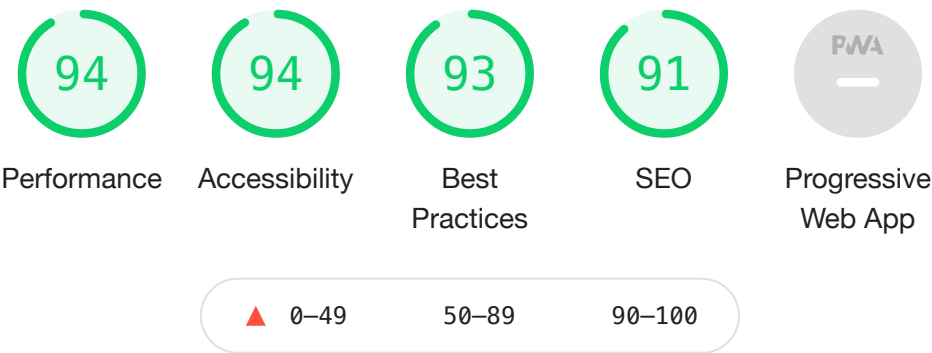 94 94 93 91 PWA
Performance Accessibility Best SEO Progressive
Practices Web App
0–49 50–89 90–100